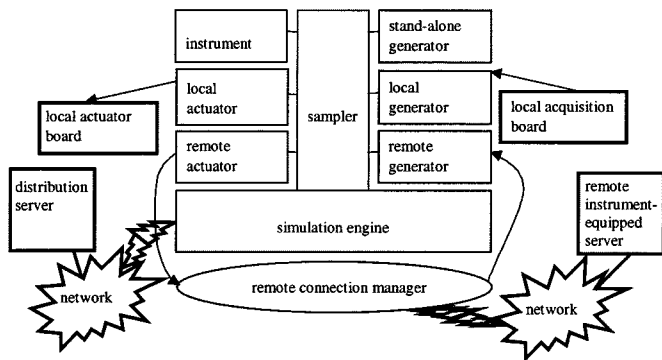 instrument
stand-alone
generator
local
actuator
sampler
local
generator
local actuator
board
local acquisition
board
remote
actuator
remote
generator
distribution
server
remote
instrument-
equipped
server
simulation engine
remote connection manager
network
network